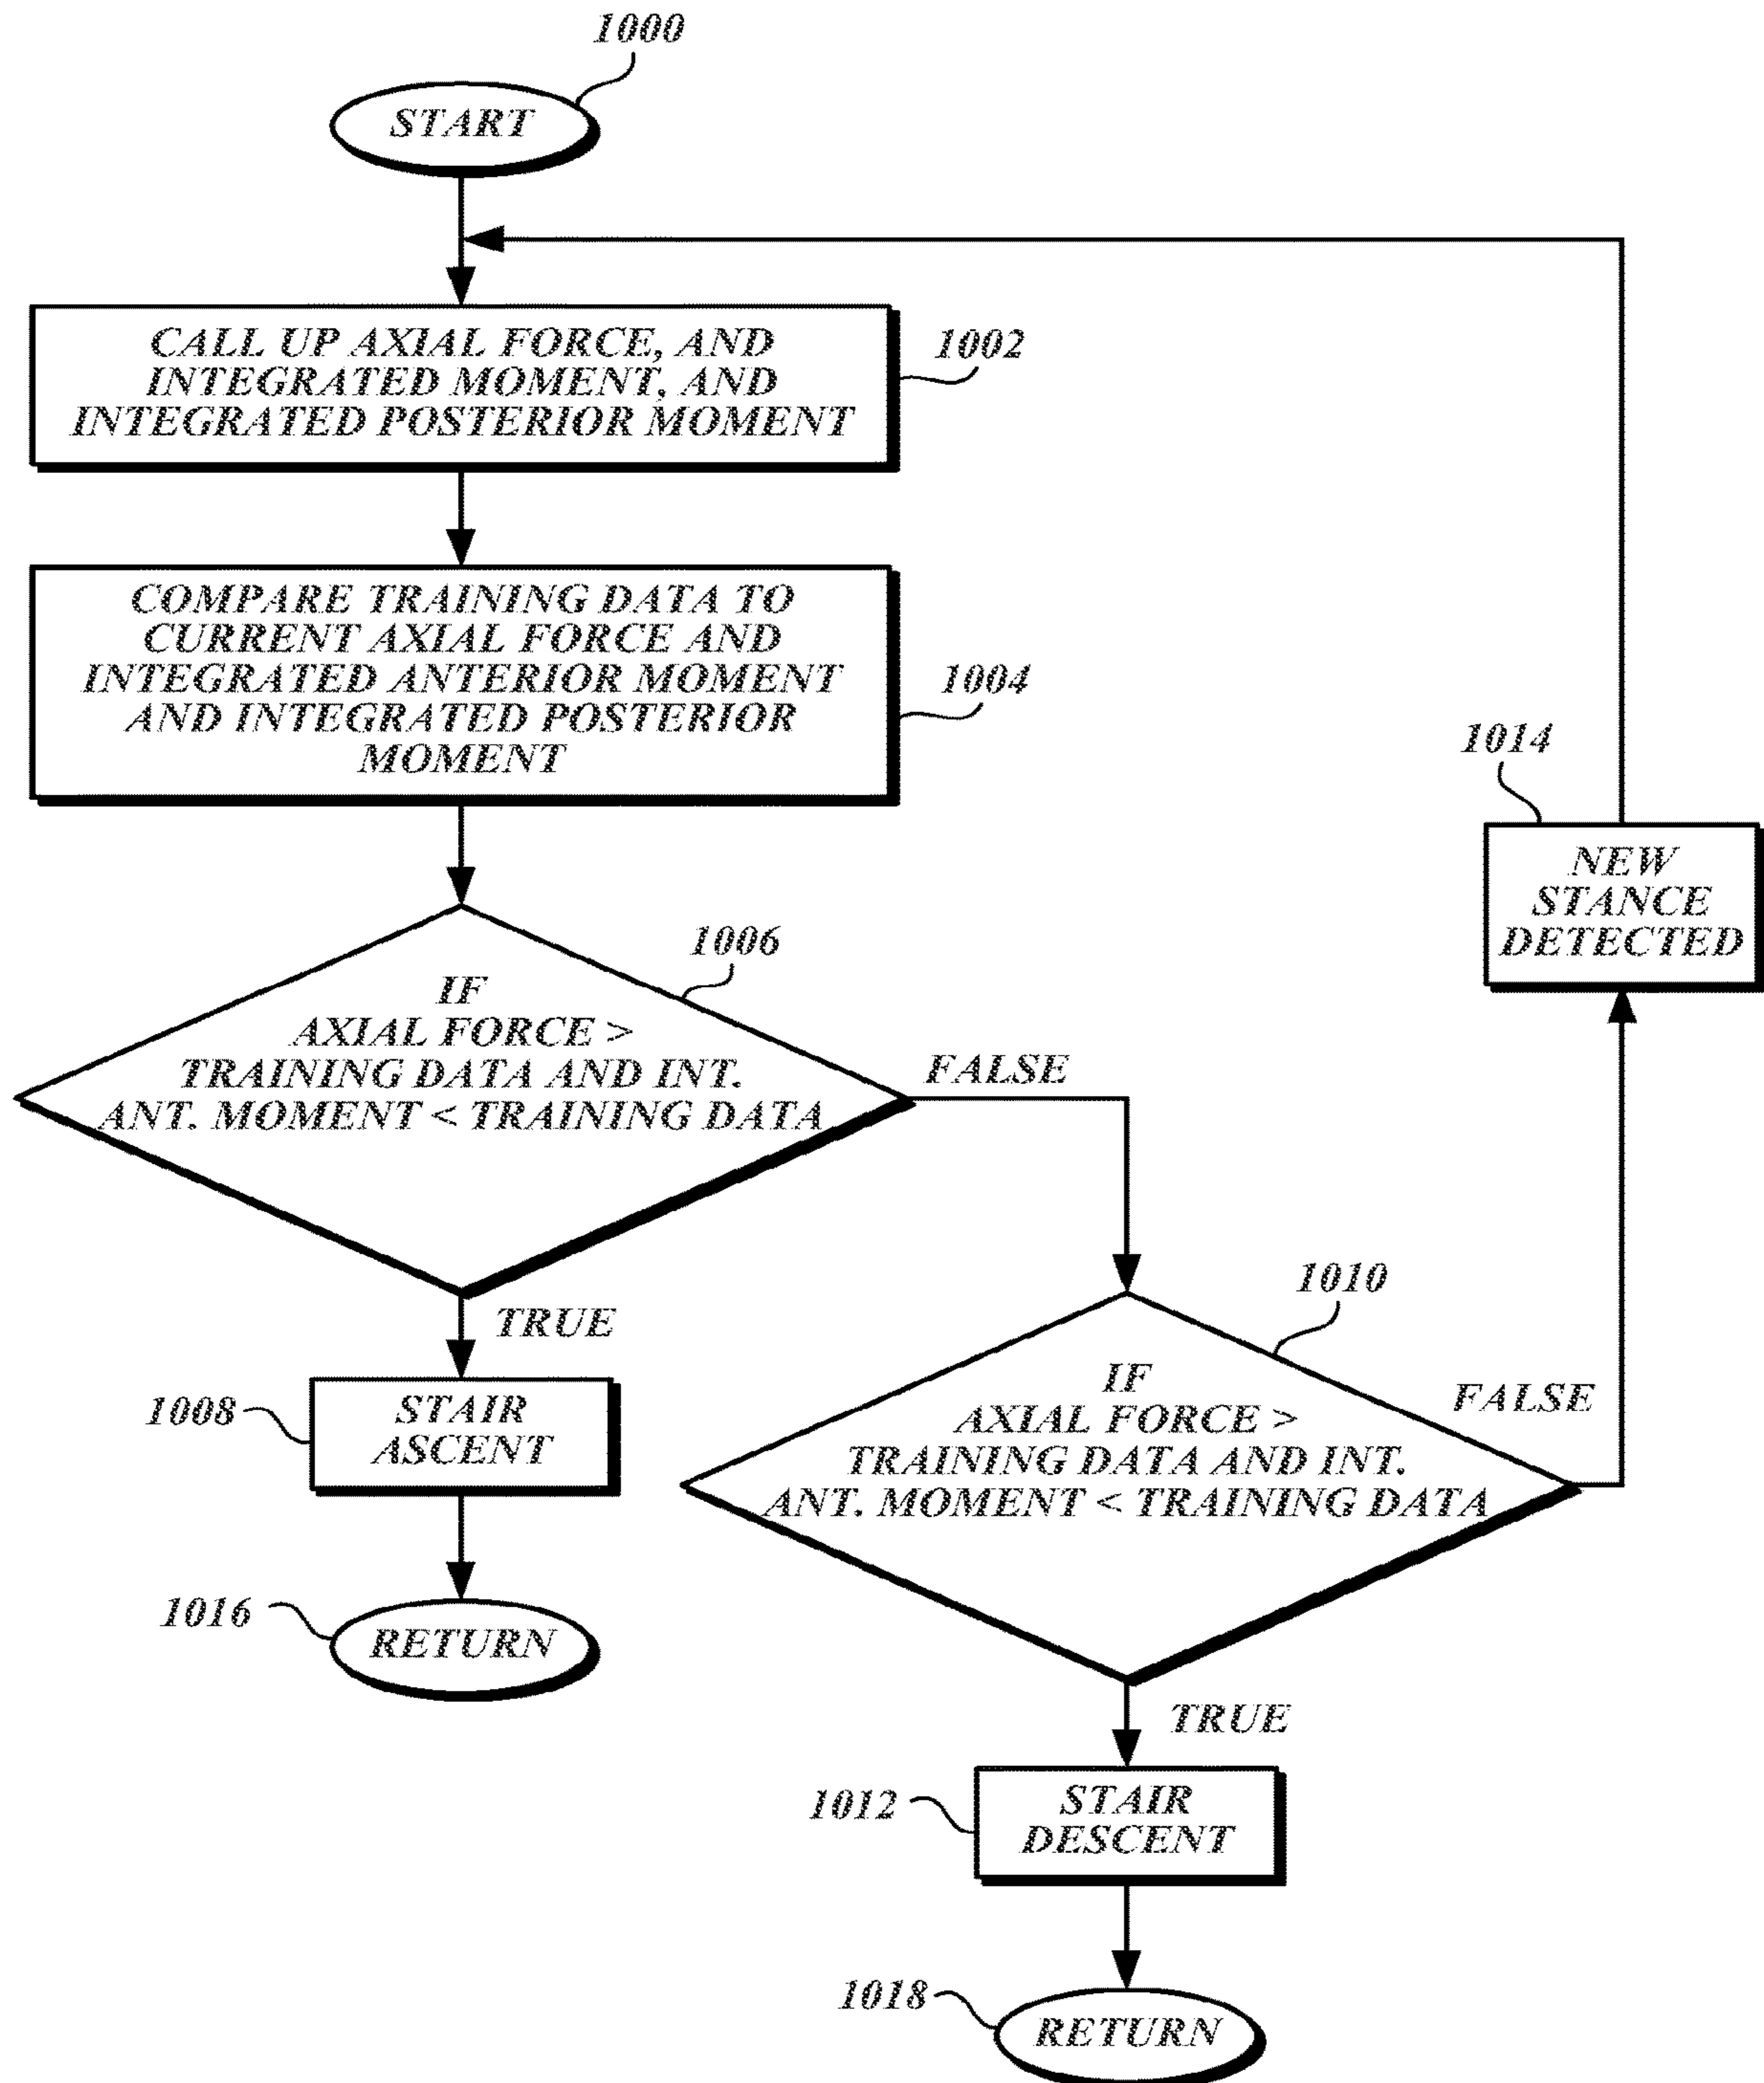 1000
START
CALL UP AXIAL FORCE, AND
INTEGRATED MOMENT, AND
INTEGRATED POSTERIOR MOMENT
1002
COMPARE TRAINING DATA TO
CURRENT AXIAL FORCE AND
INTEGRATED ANTERIOR MOMENT
AND INTEGRATED POSTERIOR
MOMENT
1004
1014
NEW
STANCE
DETECTED
1006
IF
AXIAL FORCE >
TRAINING DATA AND INT.
ANT. MOMENT < TRAINING DATA
FALSE
TRUE
1008
STAIR
ASCENT
1016
RETURN
1010
IF
AXIAL FORCE >
TRAINING DATA AND INT.
ANT. MOMENT < TRAINING DATA
FALSE
TRUE
1012
STAIR
DESCENT
1018
RETURN